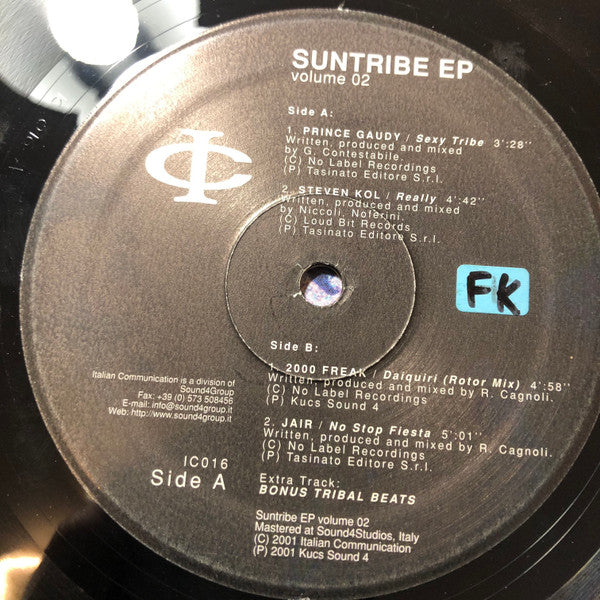 SUNTRIBE EP
volume 02
Side A:
1. PRINCE GAUDY / Sexy Tribe 3':28''
Written, produced and mixed
by G. Contestabile.
(C) No Label Recordings
(P) Tasinato Editore S.r.l.
2. STEVEN KOL / Really 4':42''
Written, produced and mixed
by Niccoli, Noferini.
(C) Loud Bit Records
(P) Tasinato Editore S.r.l.
FK
Side B:
1. 2000 FREAK / Daiquiri (Rotor Mix) 4':58''
Written, produced and mixed by R. Cagnoli.
(C) No Label Recordings
(P) Kucs Sound 4
2. JAIR / No Stop Fiesta 5':01''
Written, produced and mixed by R. Cagnoli.
(C) No Label Recordings
(P) Tasinato Editore S.r.l.
Extra Track:
BONUS TRIBAL BEATS
Italian Communication is a division of
Sound4Group
Fax: +39 (0) 573 508456
E-mail: info@sound4group.it
Web: http://www.sound4group.it
IC016
Side A
Suntribe EP volume 02
Mastered at Sound4Studios, Italy
(C) 2001 Italian Communication
(P) 2001 Kucs Sound 4